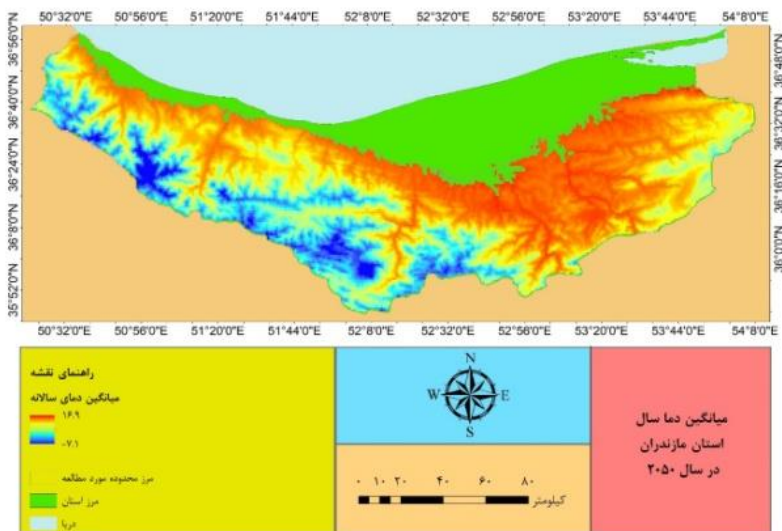 50°32'0"E 50°56'0"E 51°20'0"E 51°44'0"E 52°8'0"E 52°32'0"E 52°56'0"E 53°20'0"E 53°44'0"E 54°8'0"E
36°56'0"N
36°40'0"N
36°24'0"N
36°8'0"N
35°52'0"N
36°48'0"N
36°32'0"N
36°16'0"N
36°0'0"N
50°32'0"E 50°56'0"E 51°20'0"E 51°44'0"E 52°8'0"E 52°32'0"E 52°56'0"E 53°20'0"E 53°44'0"E 54°8'0"E
راهنمای نقشه
میانگین دمای سالانه
۱۶.۹
-۷.۱
مرز محدوده مورد مطالعه
مرز استان
دریا
N
W E
S
۰ ۱۰ ۲۰ ۴۰ ۶۰ ۸۰
کیلومتر
میانگین دما سال
استان مازندران
در سال ۲۰۵۰